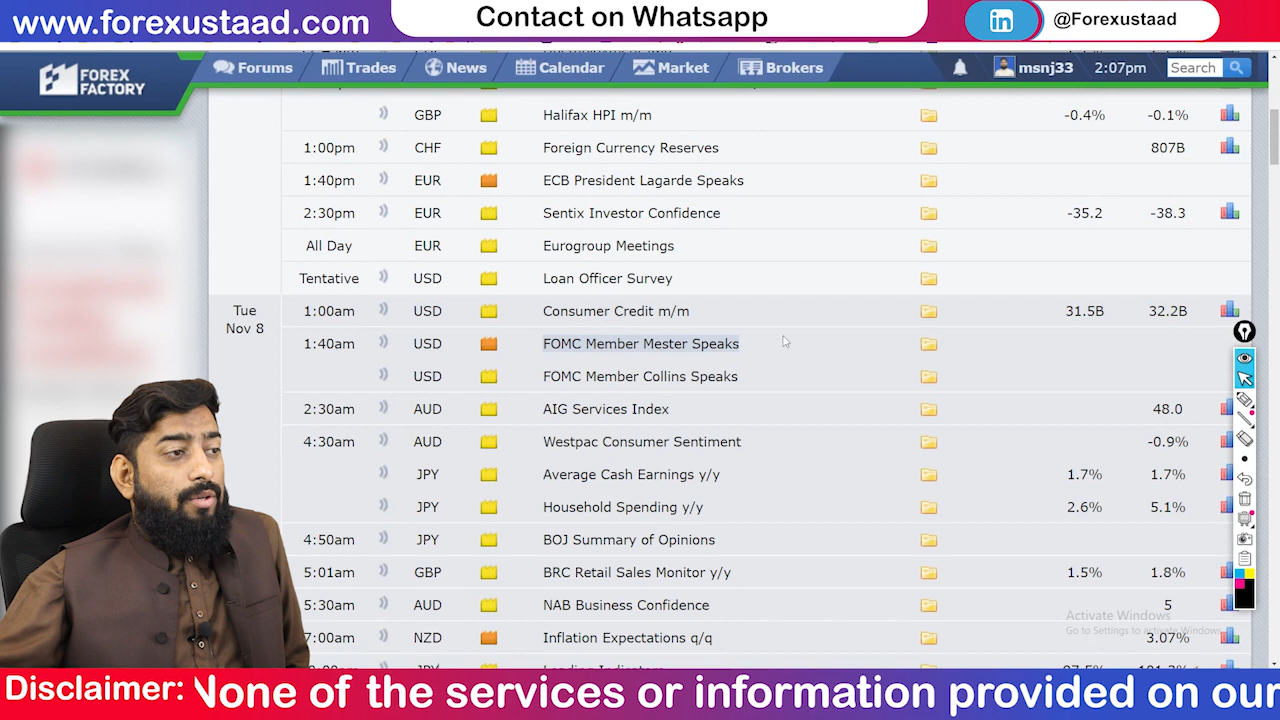 www.forexustaad.com
Contact on Whatsapp
in
@Forexustaad
FOREX FACTORY
Forums Trades News Calendar Market Brokers msnj33 2:07pm Search
GBP Halifax HPI m/m -0.4% -0.1%
1:00pm CHF Foreign Currency Reserves 807B
1:40pm EUR ECB President Lagarde Speaks
2:30pm EUR Sentix Investor Confidence -35.2 -38.3
All Day EUR Eurogroup Meetings
Tentative USD Loan Officer Survey
Tue Nov 8
1:00am USD Consumer Credit m/m 31.5B 32.2B
1:40am USD FOMC Member Mester Speaks
USD FOMC Member Collins Speaks
2:30am AUD AIG Services Index 48.0
4:30am AUD Westpac Consumer Sentiment -0.9%
JPY Average Cash Earnings y/y 1.7% 1.7%
JPY Household Spending y/y 2.6% 5.1%
4:50am JPY BOJ Summary of Opinions
5:01am GBP RC Retail Sales Monitor y/y 1.5% 1.8%
5:30am AUD NAB Business Confidence 5
Activate Windows
Go to Settings to activate Windows.
7:00am NZD Inflation Expectations q/q 3.07%
Disclaimer: None of the services or information provided on our